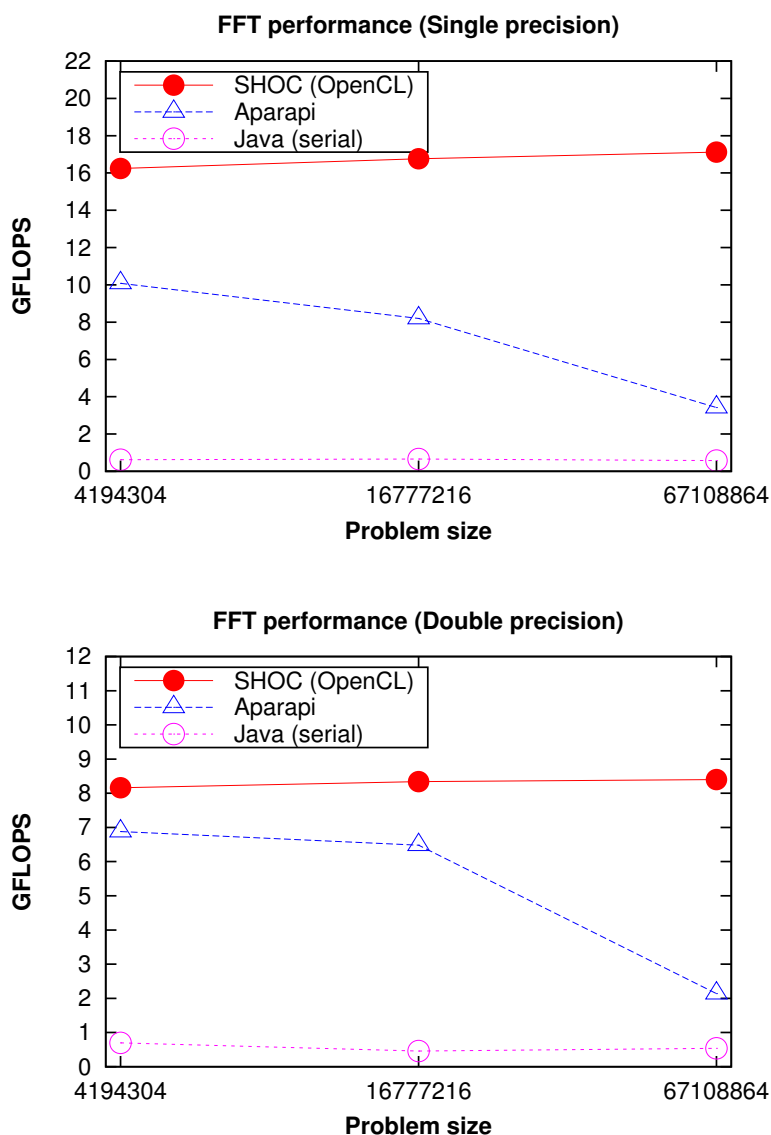 FFT performance (Single precision)
22
20
18
16
14
12
10
8
6
4
2
0
GFLOPS
SHOC (OpenCL)
Aparapi
Java (serial)
4194304 16777216 67108864
Problem size
FFT performance (Double precision)
12
11
10
9
8
7
6
5
4
3
2
1
0
GFLOPS
SHOC (OpenCL)
Aparapi
Java (serial)
4194304 16777216 67108864
Problem size